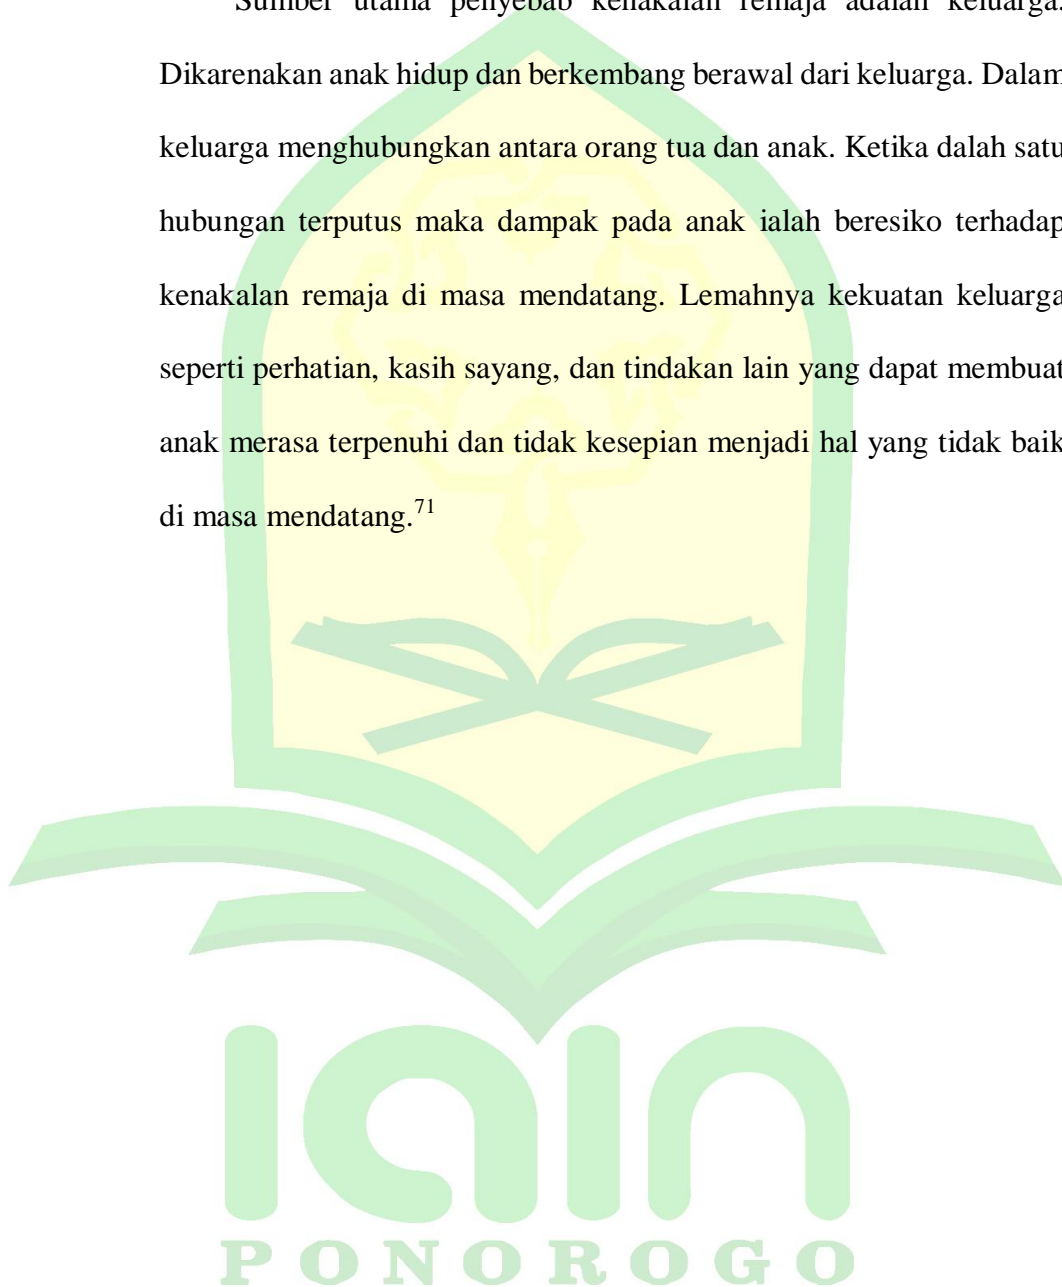 Sumber utama penyebab kenakalan remaja adalah keluarga.
Dikarenakan anak hidup dan berkembang berawal dari keluarga. Dalam
keluarga menghubungkan antara orang tua dan anak. Ketika dalah satu
hubungan terputus maka dampak pada anak ialah beresiko terhadap
kenakalan remaja di masa mendatang. Lemahnya kekuatan keluarga
seperti perhatian, kasih sayang, dan tindakan lain yang dapat membuat
anak merasa terpenuhi dan tidak kesepian menjadi hal yang tidak baik
di masa mendatang.71
iain
PONOROGO